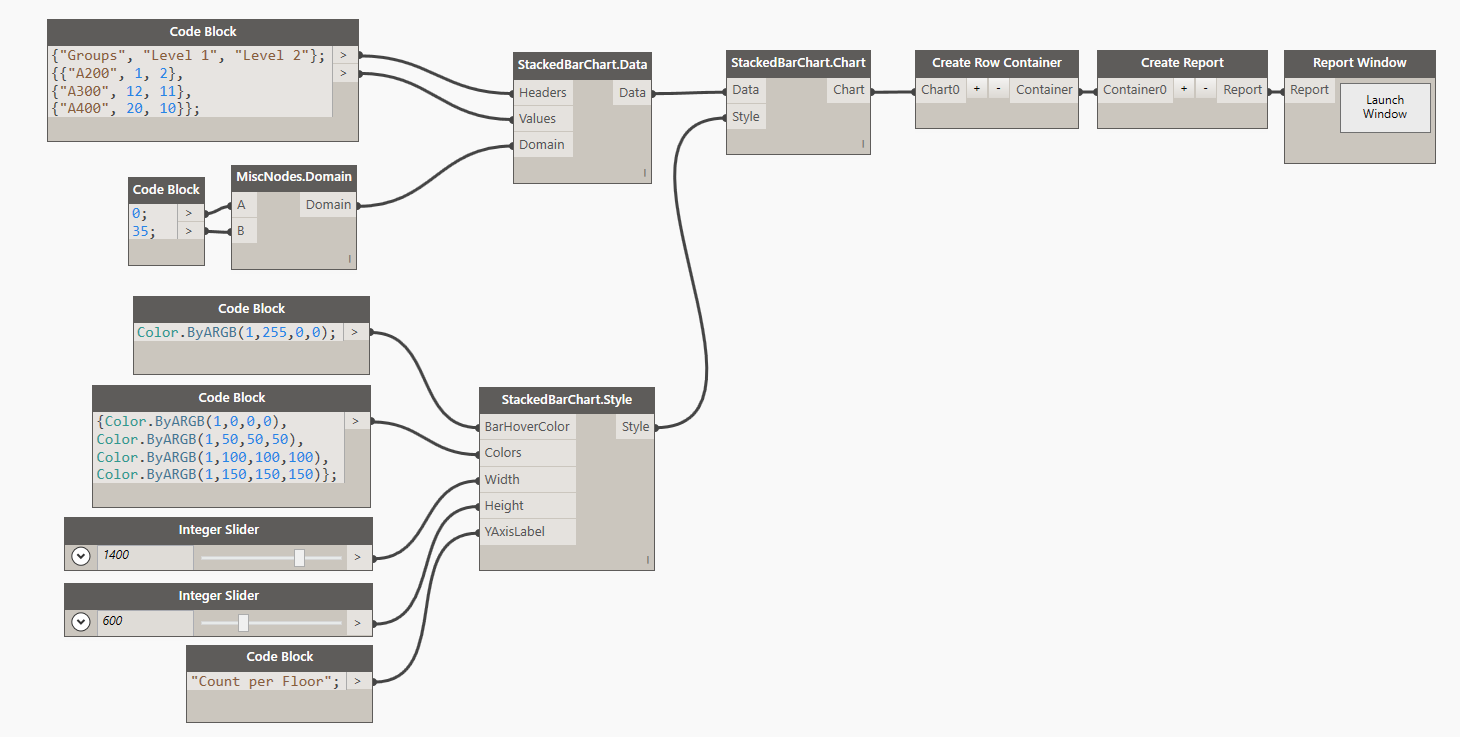 Code Block
{"Groups", "Level 1", "Level 2"}; >
{{"A200", 1, 2}, >
{"A300", 12, 11},
{"A400", 20, 10}};
StackedBarChart.Data
Headers Data
Values
Domain
StackedBarChart.Chart
Data Chart
Style
Create Row Container
Chart0 + - Container
Create Report
Container0 + - Report
Report Window
Report Launch
Window
Code Block
0; >
35; >
MiscNodes.Domain
A Domain
B
Code Block
Color.ByARGB(1,255,0,0); >
Code Block
{Color.ByARGB(1,0,0,0), >
Color.ByARGB(1,50,50,50),
Color.ByARGB(1,100,100,100),
Color.ByARGB(1,150,150,150)};
StackedBarChart.Style
BarHoverColor Style
Colors
Width
Height
YAxisLabel
Integer Slider
1400 >
Integer Slider
600 >
Code Block
"Count per Floor"; >